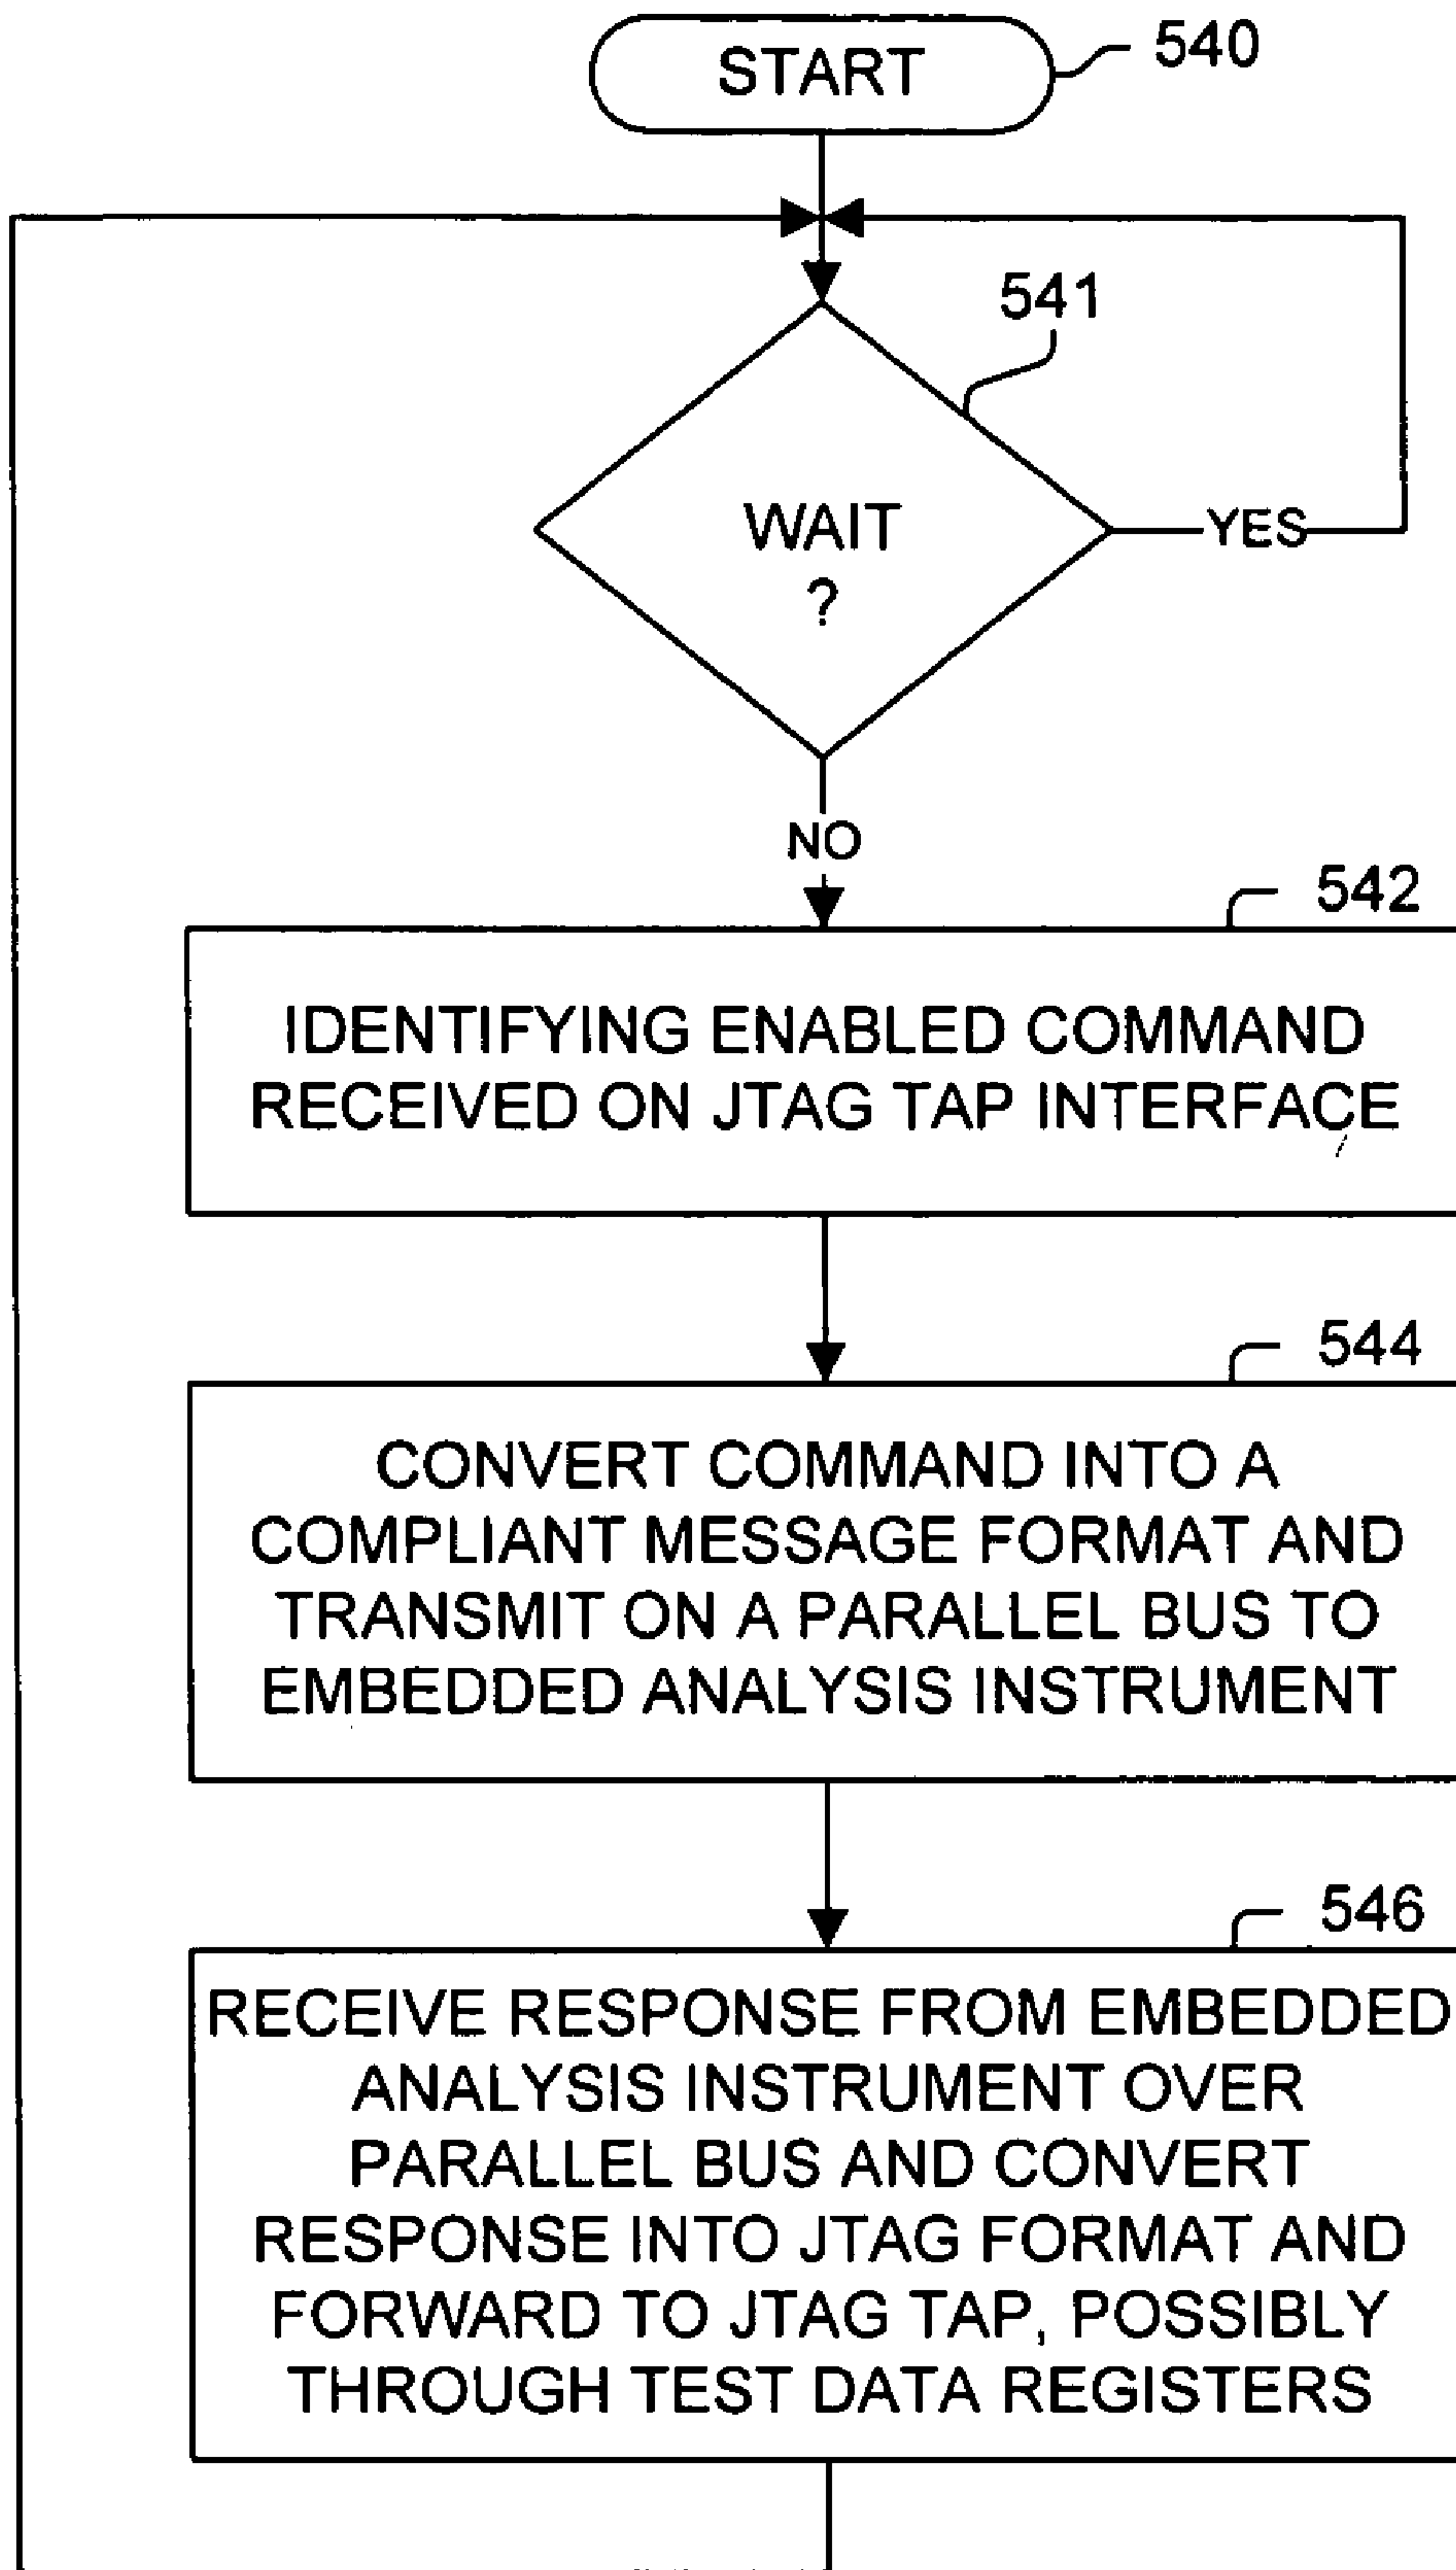 START
540
541
WAIT
?
YES
NO
542
IDENTIFYING ENABLED COMMAND
RECEIVED ON JTAG TAP INTERFACE
544
CONVERT COMMAND INTO A
COMPLIANT MESSAGE FORMAT AND
TRANSMIT ON A PARALLEL BUS TO
EMBEDDED ANALYSIS INSTRUMENT
546
RECEIVE RESPONSE FROM EMBEDDED
ANALYSIS INSTRUMENT OVER
PARALLEL BUS AND CONVERT
RESPONSE INTO JTAG FORMAT AND
FORWARD TO JTAG TAP, POSSIBLY
THROUGH TEST DATA REGISTERS